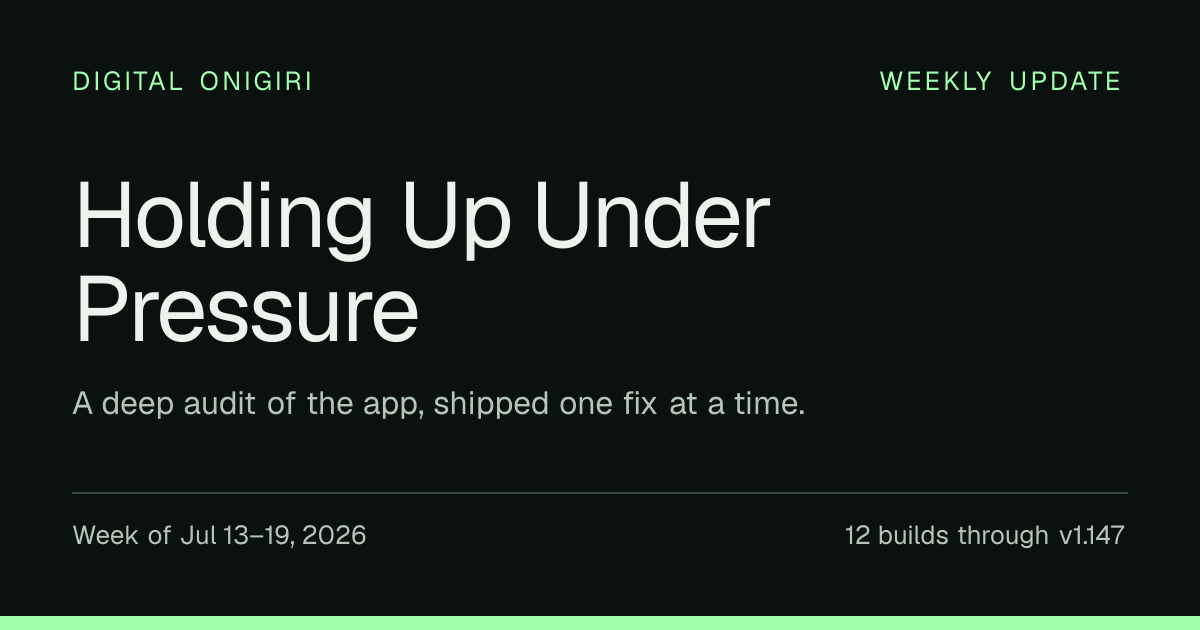 DIGITAL ONIGIRI
WEEKLY UPDATE
Holding Up Under
Pressure
A deep audit of the app, shipped one fix at a time.
Week of Jul 13–19, 2026
12 builds through v1.147